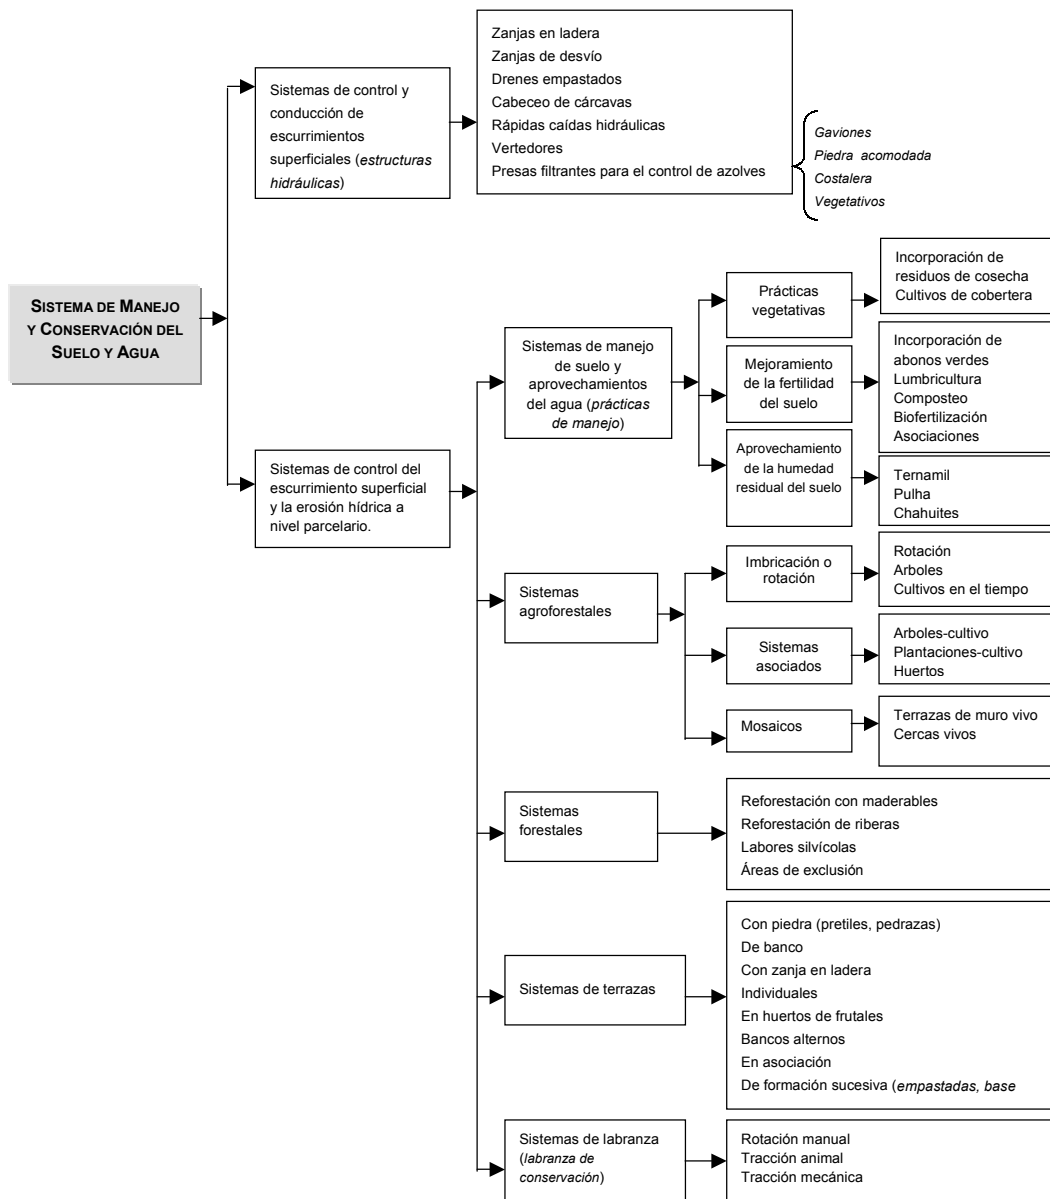 SISTEMA DE MANEJO
Y CONSERVACIÓN DEL
SUELO Y AGUA
Sistemas de control y
conducción de
escurrimientos
superficiales (estructuras
hidráulicas)
Zanjas en ladera
Zanjas de desvío
Drenes empastados
Cabeceo de cárcavas
Rápidas caídas hidráulicas
Vertedores
Presas filtrantes para el control de azolves
Gaviones
Piedra acomodada
Costalera
Vegetativos
Sistemas de control del
escurrimiento superficial
y la erosión hídrica a
nivel parcelario.
Sistemas de manejo
de suelo y
aprovechamientos
del agua (prácticas
de manejo)
Prácticas
vegetativas
Incorporación de
residuos de cosecha
Cultivos de cobertera
Mejoramiento
de la fertilidad
del suelo
Incorporación de
abonos verdes
Lumbricultura
Composteo
Biofertilización
Asociaciones
Aprovechamiento
de la humedad
residual del suelo
Ternamil
Pulha
Chahuites
Sistemas
agroforestales
Imbricación o
rotación
Rotación
Arboles
Cultivos en el tiempo
Sistemas
asociados
Arboles-cultivo
Plantaciones-cultivo
Huertos
Mosaicos
Terrazas de muro vivo
Cercas vivos
Sistemas
forestales
Reforestación con maderables
Reforestación de riberas
Labores silvícolas
Áreas de exclusión
Sistemas de terrazas
Con piedra (pretiles, pedrazas)
De banco
Con zanja en ladera
Individuales
En huertos de frutales
Bancos alternos
En asociación
De formación sucesiva (empastadas, base
Sistemas de labranza
(labranza de
conservación)
Rotación manual
Tracción animal
Tracción mecánica